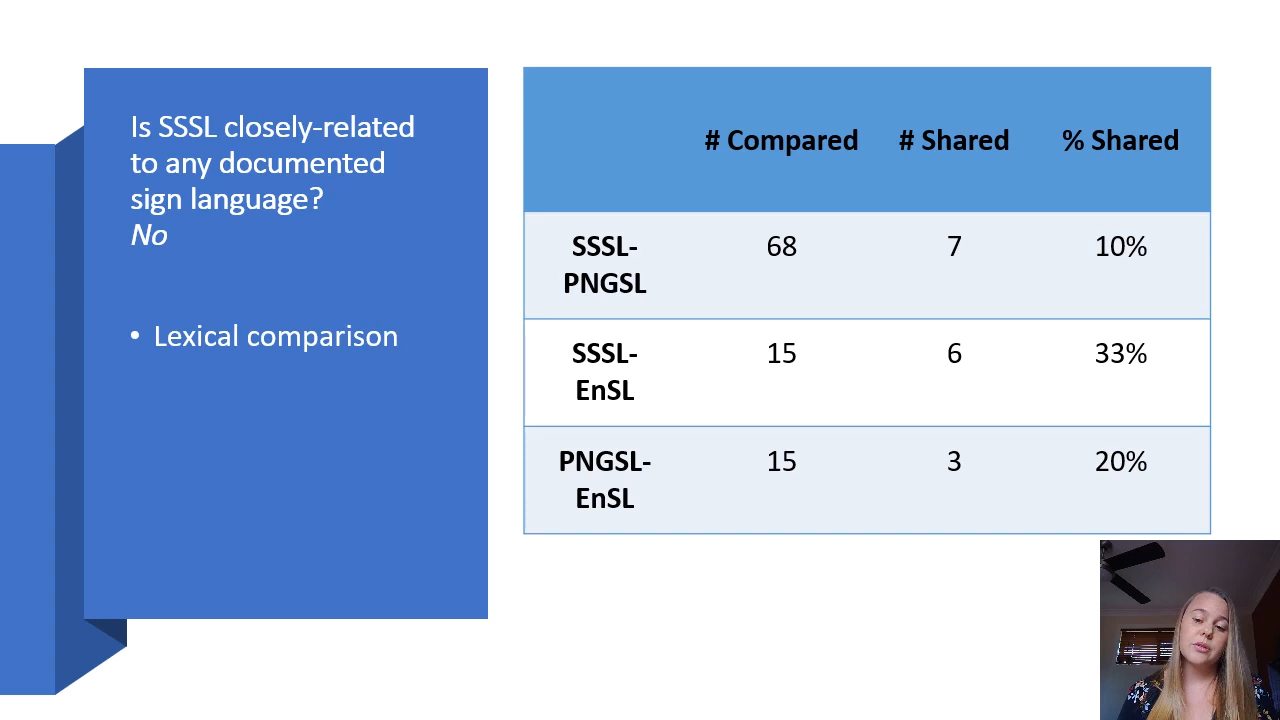 Is SSSL closely-related
to any documented
sign language?
No
• Lexical comparison
# Compared # Shared % Shared
SSSL-
PNGSL 68 7 10%
SSSL-
EnSL 15 6 33%
PNGSL-
EnSL 15 3 20%